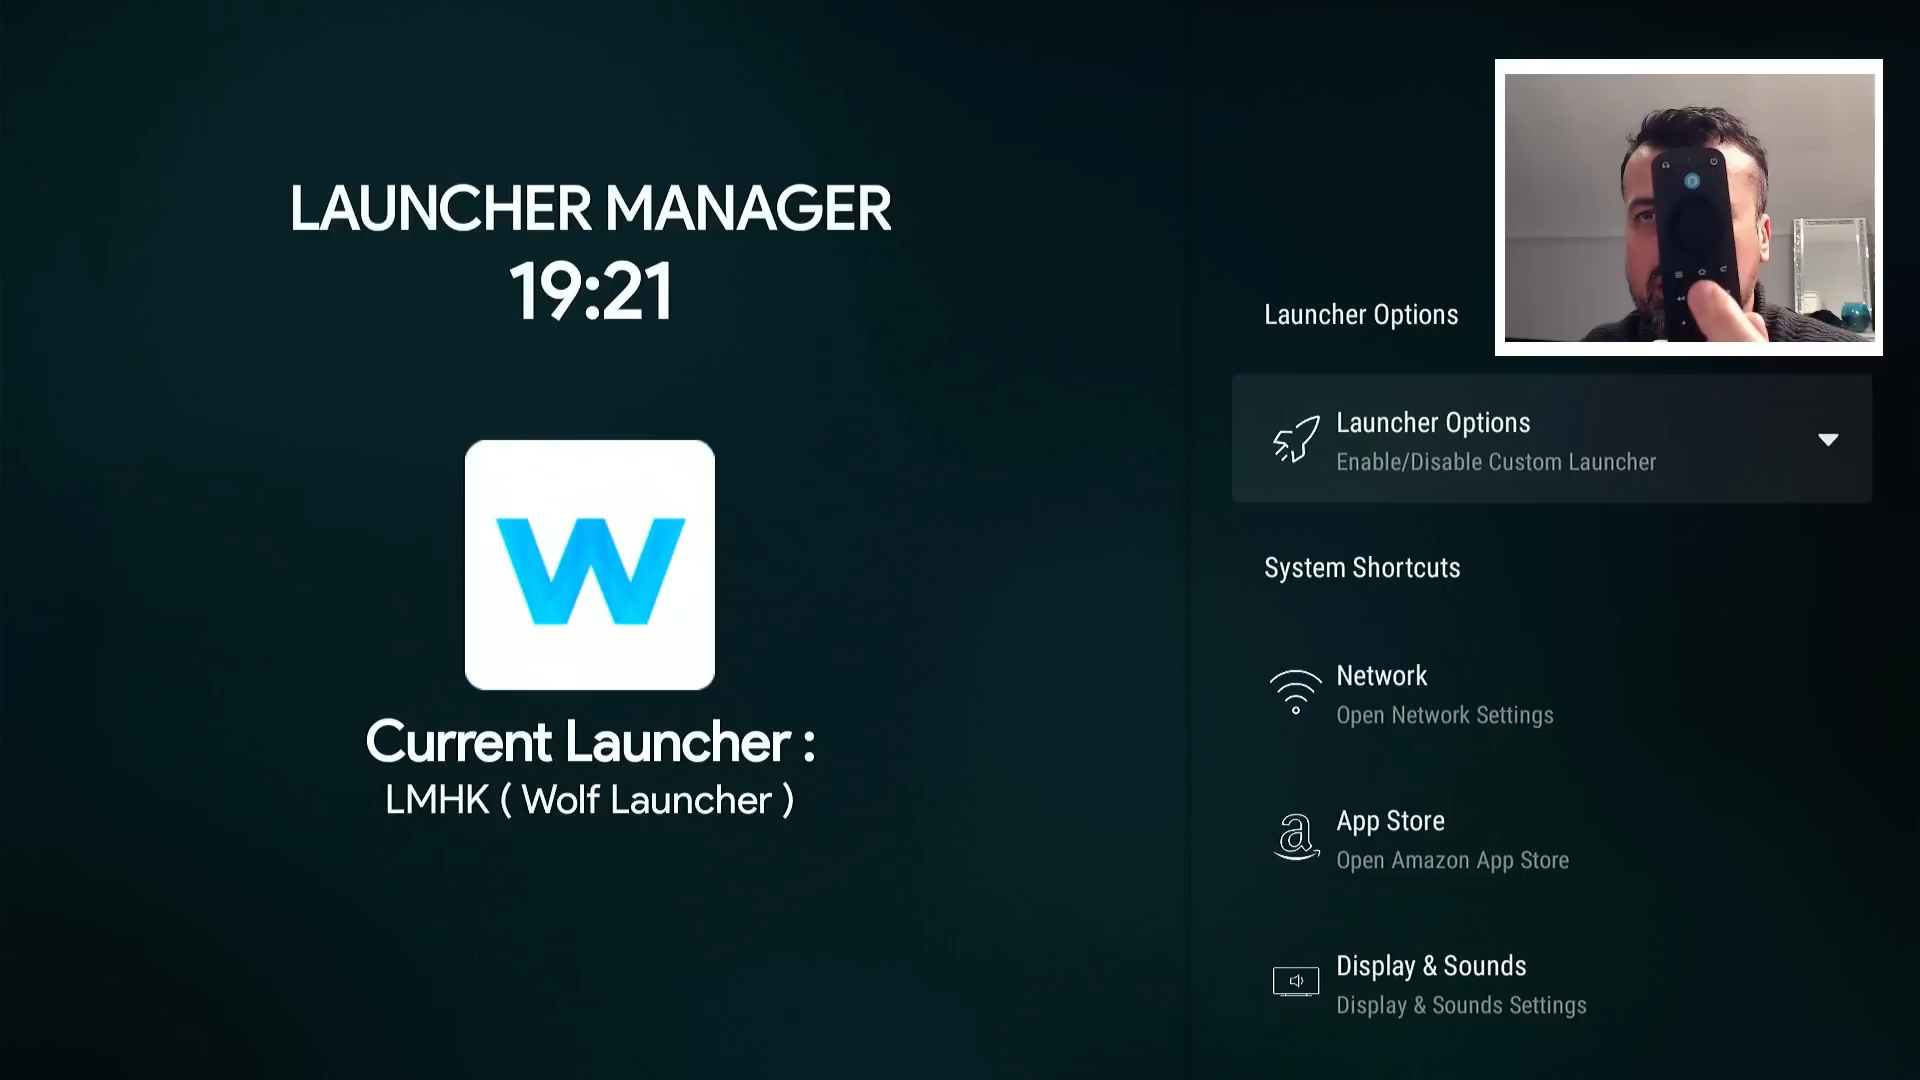 LAUNCHER MANAGER
19:21
W
Current Launcher :
LMHK ( Wolf Launcher )
Launcher Options
Launcher Options
Enable/Disable Custom Launcher
System Shortcuts
Network
Open Network Settings
a
App Store
Open Amazon App Store
Display & Sounds
Display & Sounds Settings